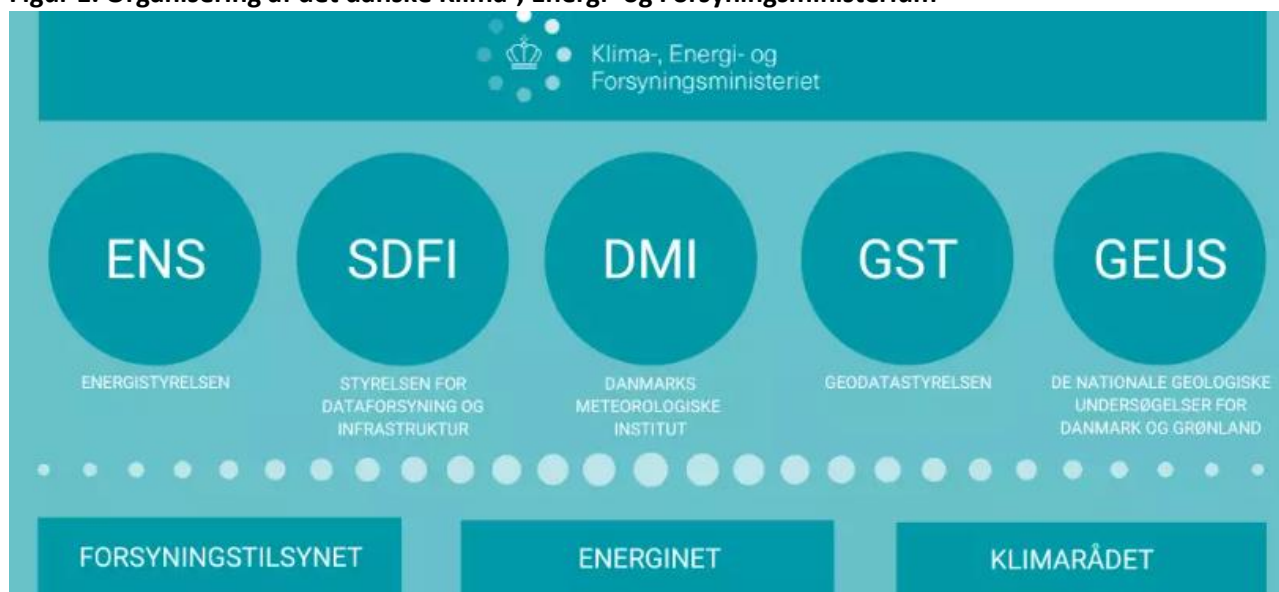 Klima-, Energi- og
Forsyningsministeriet
ENS
SDFI
DMI
GST
GEUS
ENERGISTYRELSEN
STYRELSEN FOR
DATAFORSYNING OG
INFRASTRUKTUR
DANMARKS
METEOROLOGISKE
INSTITUT
GEODATASTYRELSEN
DE NATIONALE GEOLOGISKE
UNDERSØGELSER FOR
DANMARK OG GRØNLAND
FORSYNINGSTILSYNET
ENERGINET
KLIMARÅDET